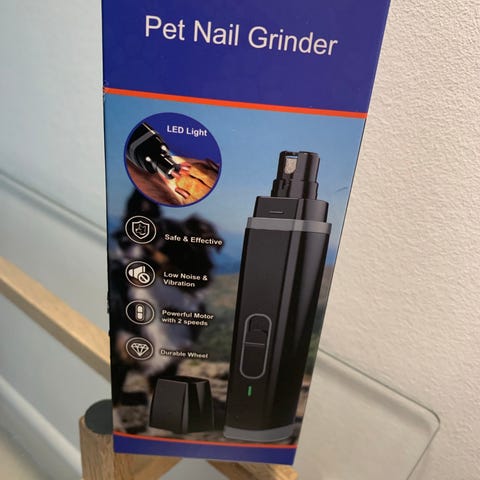 Pet Nail Grinder
LED Light
Safe & Effective
Low Noise &
Vibration
Powerful Motor
with 2 speeds
Durable Wheel